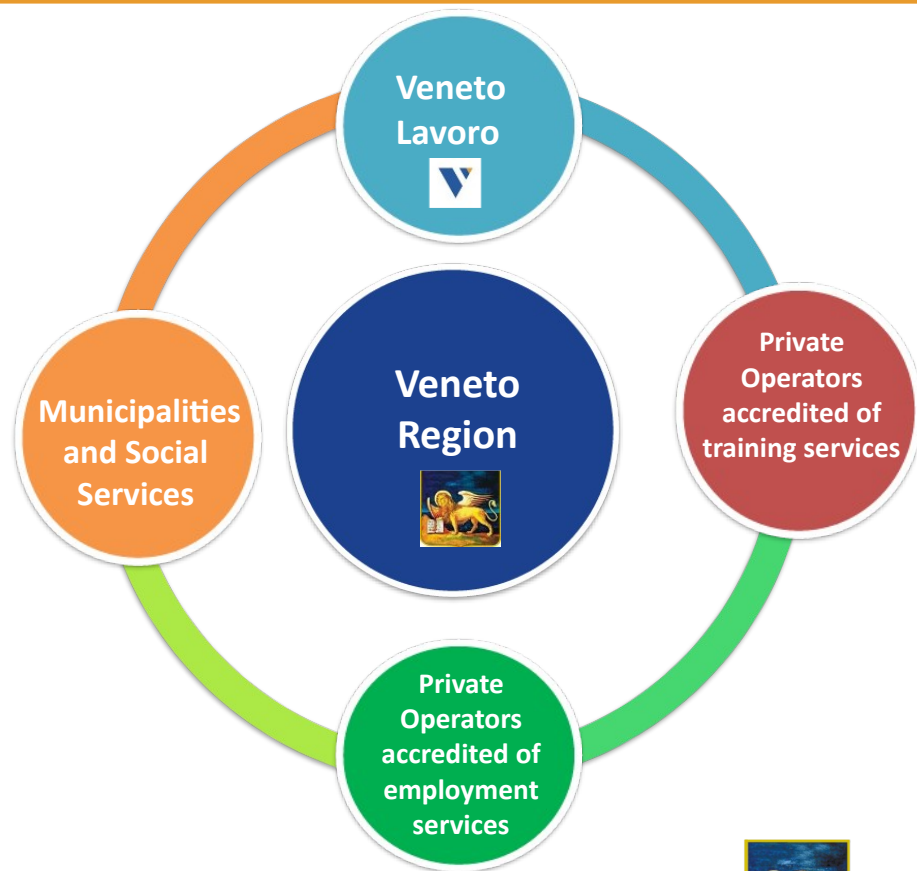 Veneto
Lavoro
Private
Operators
accredited of
training services
Municipalities
and Social
Services
Veneto
Region
Private
Operators
accredited of
employment
services